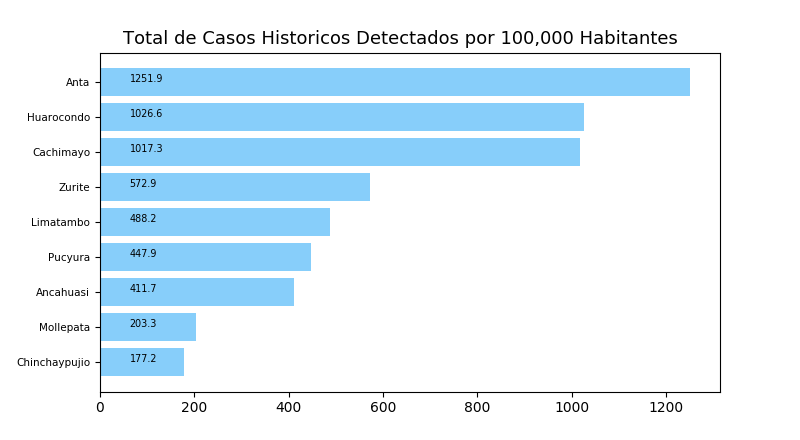 Total de Casos Historicos Detectados por 100,000 Habitantes
Anta 1251.9
Huarocondo 1026.6
Cachimayo 1017.3
Zurite 572.9
Limatambo 488.2
Pucyura 447.9
Ancahuasi 411.7
Mollepata 203.3
Chinchaypujio 177.2
0 200 400 600 800 1000 1200